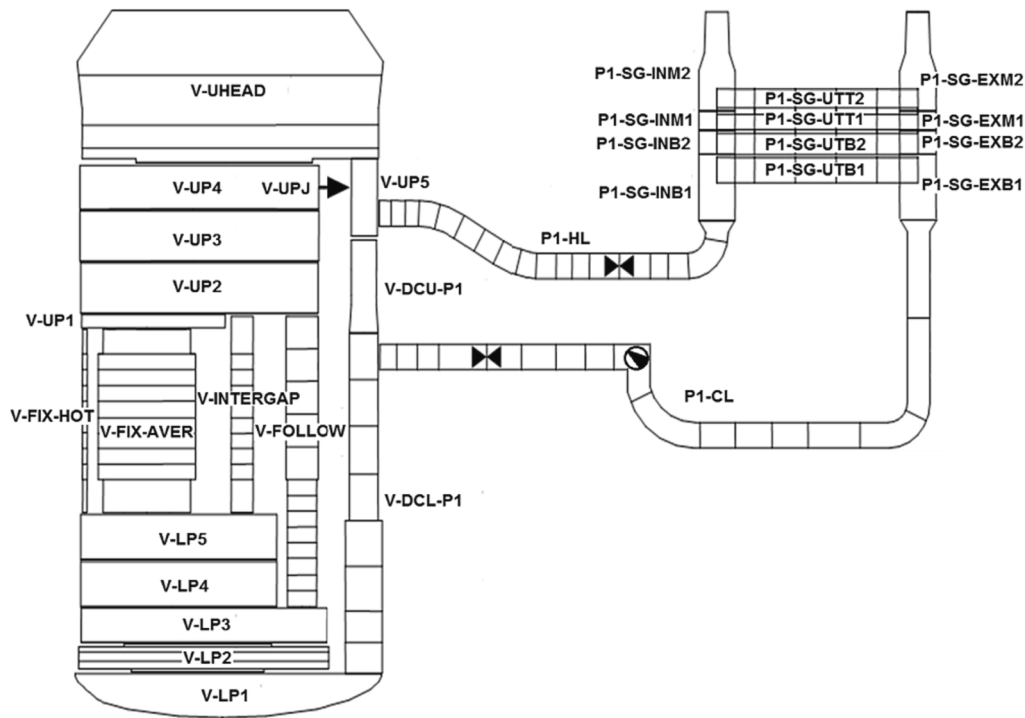 V-UHEAD
V-UP4
V-UPJ
V-UP5
V-UP3
V-UP2
V-UP1
V-DCU-P1
V-FIX-HOT
V-FIX-AVER
V-INTERGAP
V-FOLLOW
V-DCL-P1
V-LP5
V-LP4
V-LP3
V-LP2
V-LP1
P1-HL
P1-CL
P1-SG-INM2
P1-SG-INM1
P1-SG-INB2
P1-SG-INB1
P1-SG-UTT2
P1-SG-UTT1
P1-SG-UTB2
P1-SG-UTB1
P1-SG-EXM2
P1-SG-EXM1
P1-SG-EXB2
P1-SG-EXB1